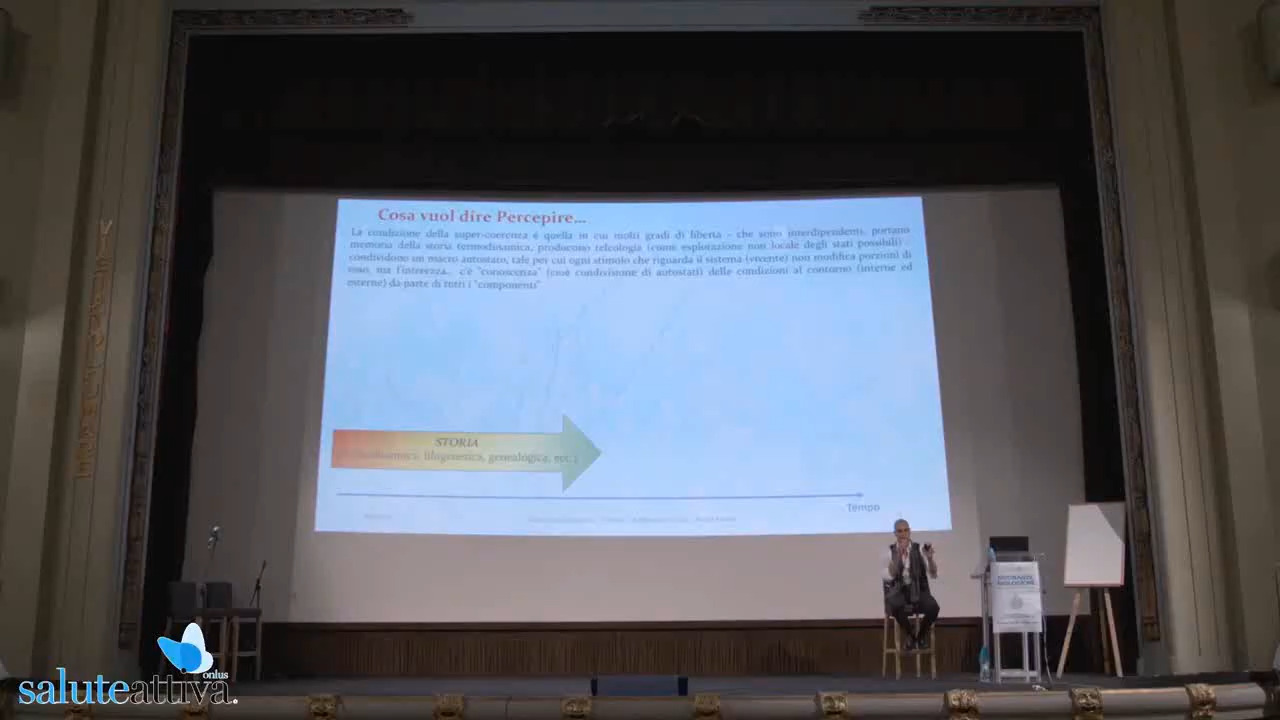 Cosa vuol dire Percepire...
La condizione della super-coerenza è quella in cui molti gradi di libertà - che sono interdipendenti, portano
memoria della storia termodinamica, producono teleologia (come esplorazione non locale degli stati possibili)
condividono un macro autostato, tale per cui ogni stimolo che riguarda il sistema (vivente) non modifica porzioni di
esso, ma l'interezza... c'è "conoscenza" (cioè condivisione di autostati) delle condizioni al contorno (interne ed
esterne) da parte di tutti i "componenti"
STORIA
filogenetica, genealogica, ecc.)
Tempo
onlus
saluteattiva.